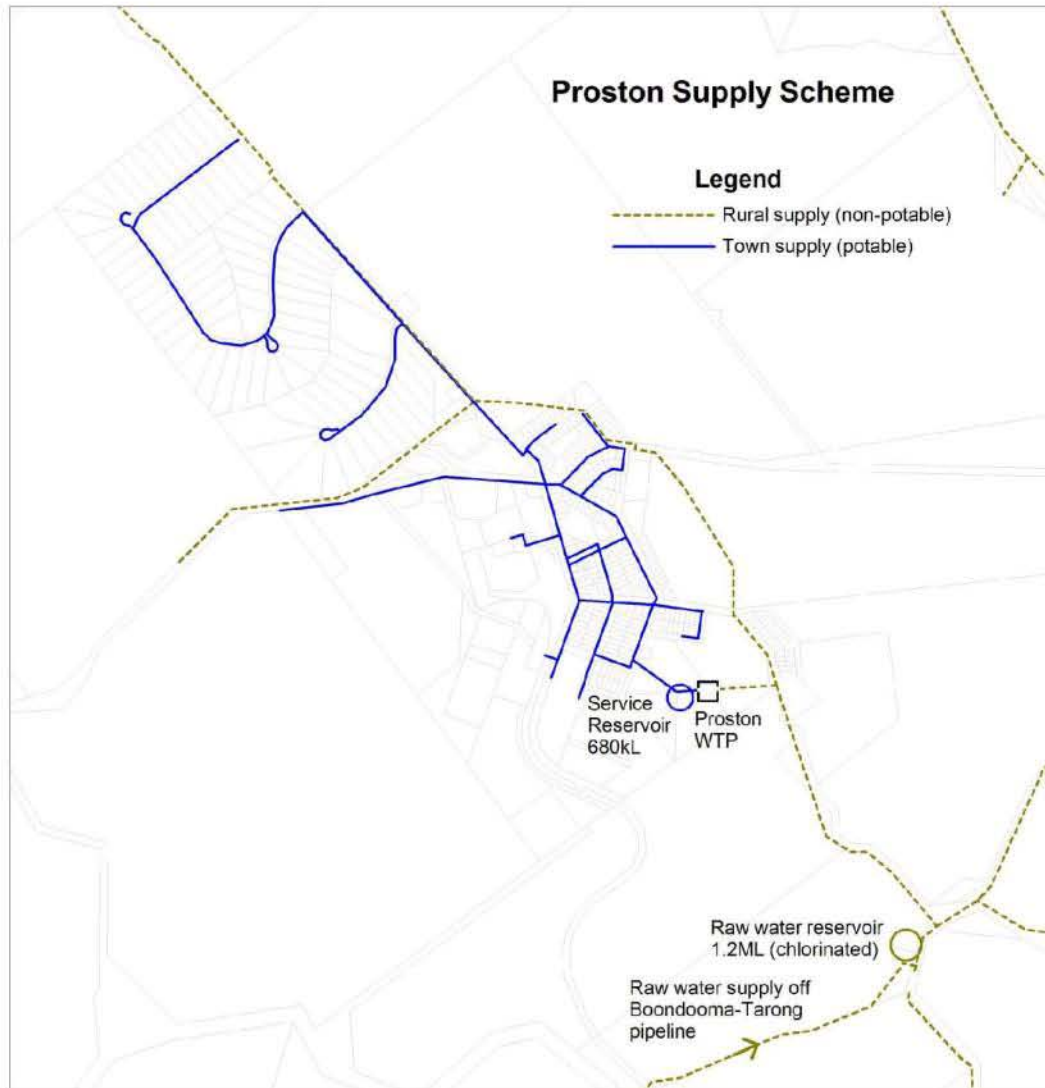 Proston Supply Scheme
Legend
Rural supply (non-potable)
Town supply (potable)
Service
Reservoir
680kL
Proston
WTP
Raw water reservoir
1.2ML (chlorinated)
Raw water supply off
Boondooma-Tarong
pipeline